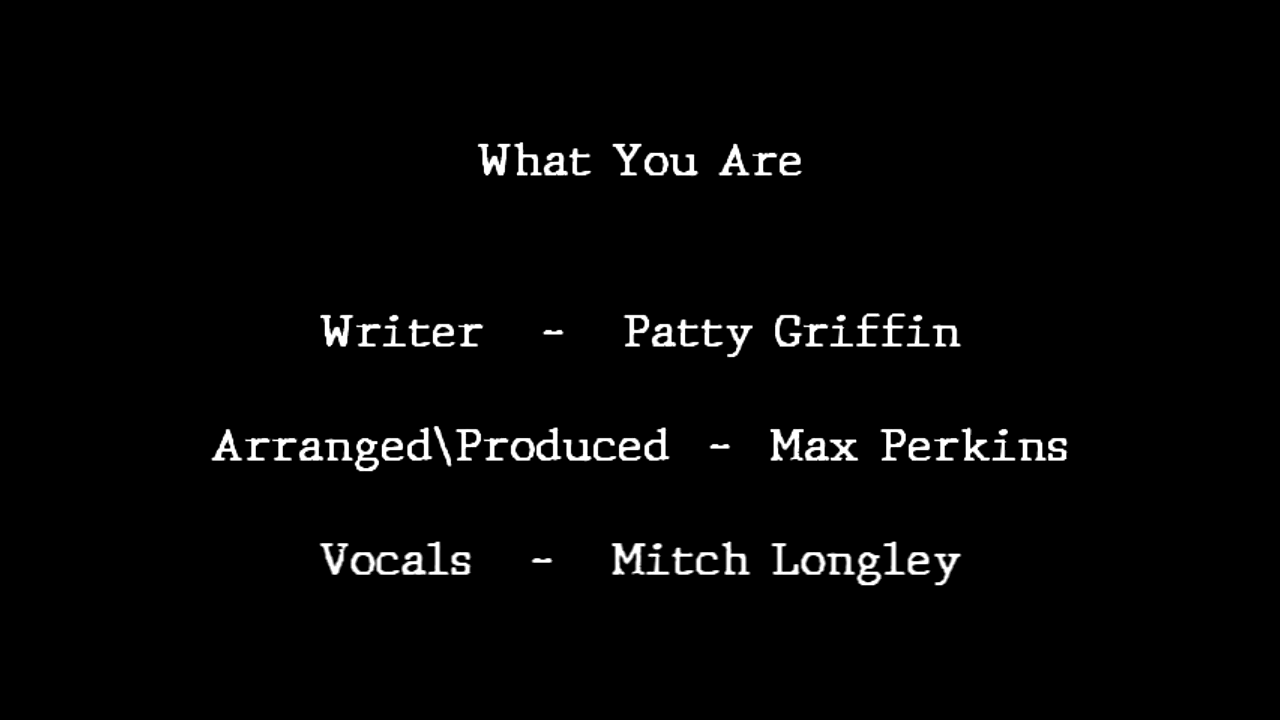 What You Are
Writer - Patty Griffin
Arranged\Produced - Max Perkins
Vocals - Mitch Longley